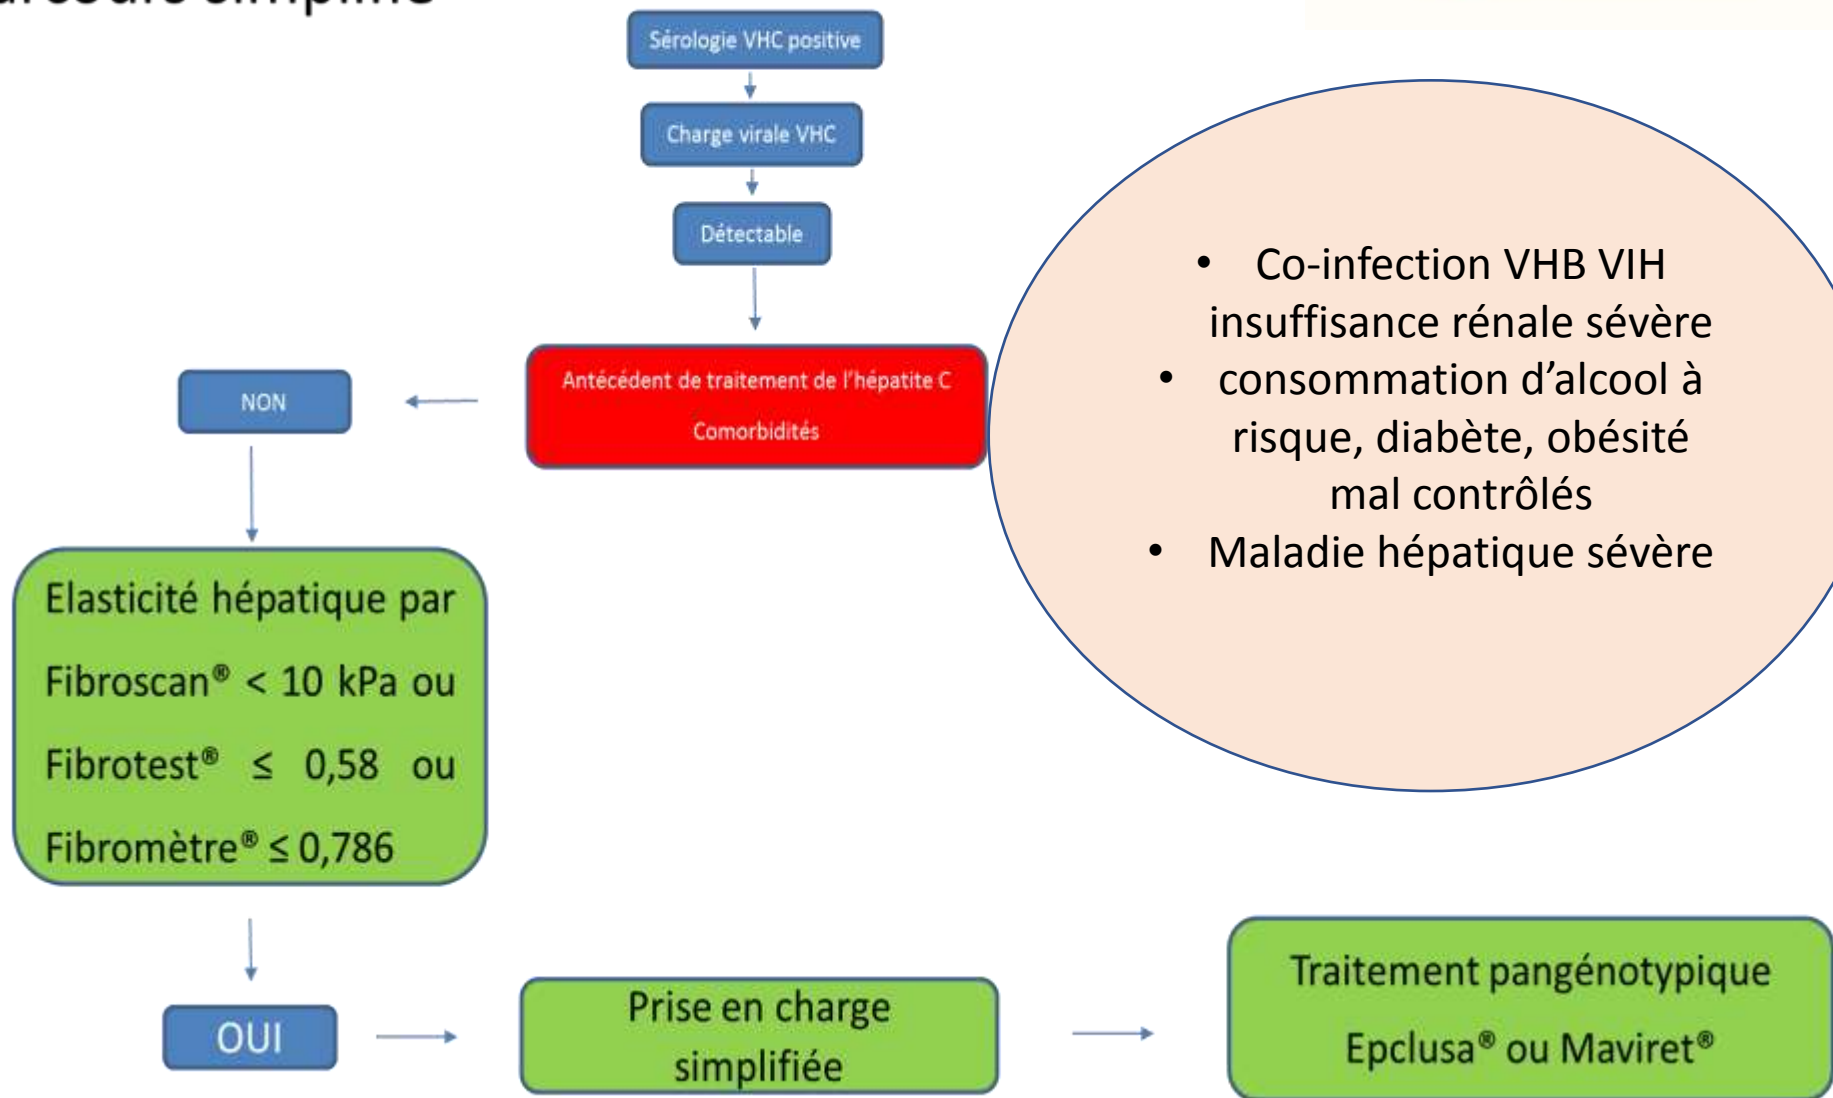 Sérologie VHC positive
Charge virale VHC
Détectable
Antécédent de traitement de l'hépatite C
Comorbidités
• Co-infection VHB VIH
insuffisance rénale sévère
• consommation d’alcool à
risque, diabète, obésité
mal contrôlés
• Maladie hépatique sévère
NON
Elasticité hépatique par
Fibroscan® < 10 kPa ou
Fibrotest® ≤ 0,58 ou
Fibromètre® ≤ 0,786
OUI
Prise en charge
simplifiée
Traitement pangénotypique
Epclusa® ou Maviret®